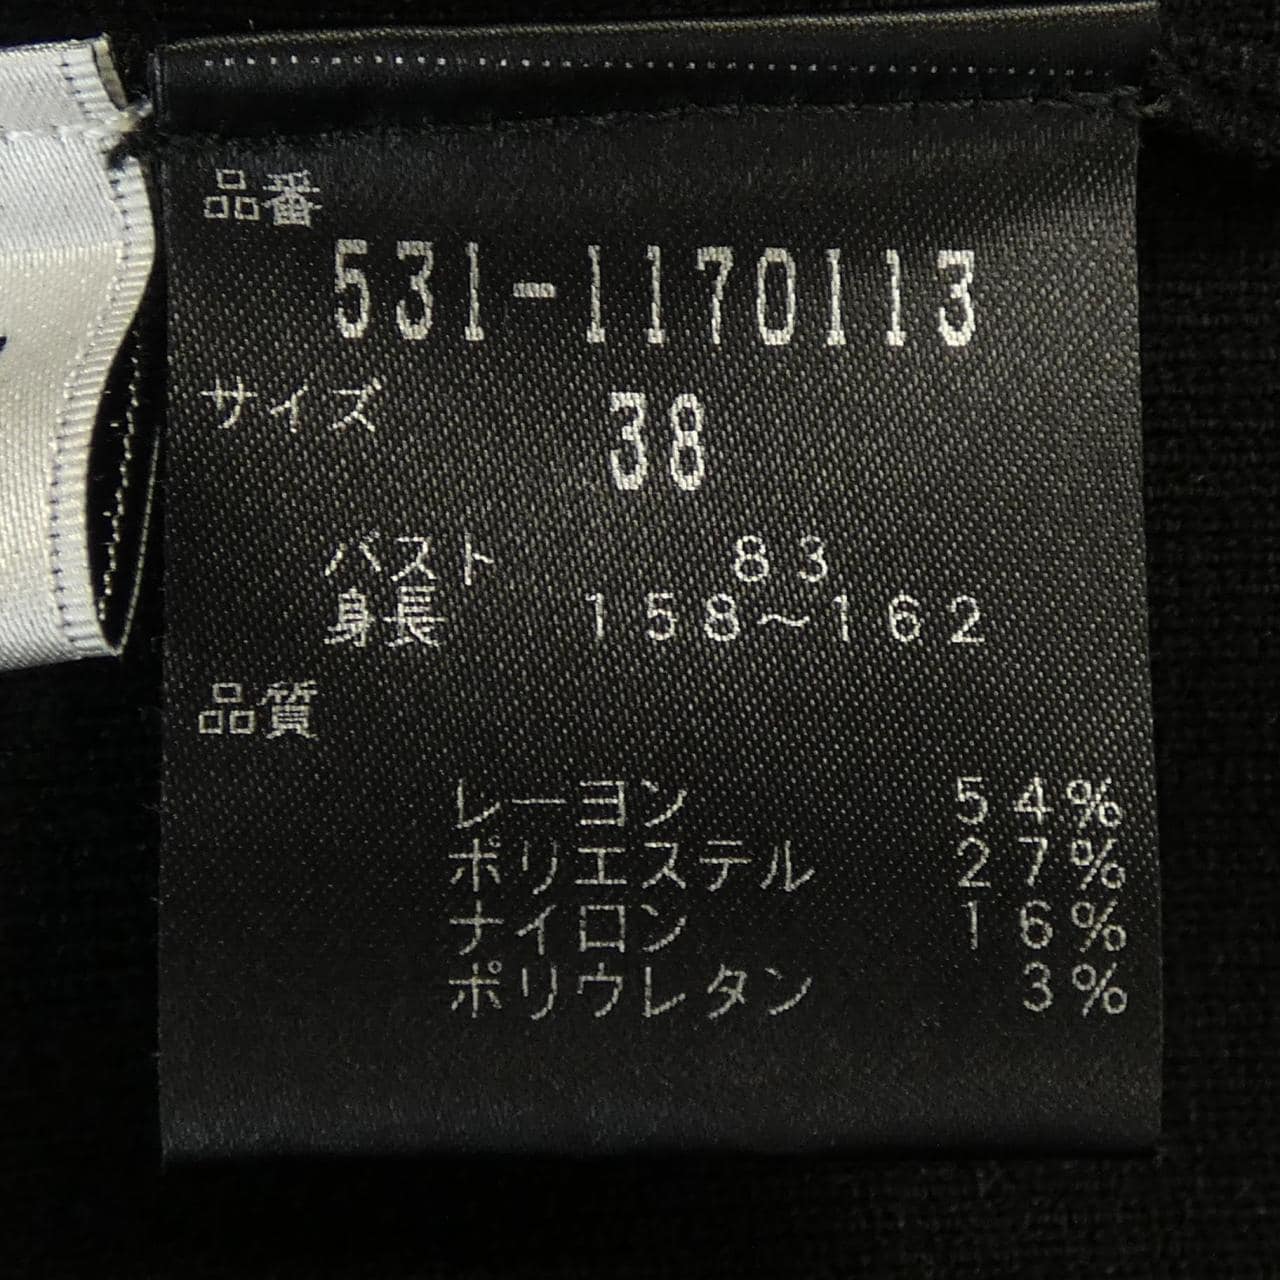 品番
531-1170113
サイズ 38
バスト 83
身長 158～162
品質
レーヨン 54%
ポリエステル 27%
ナイロン 16%
ポリウレタン 3%